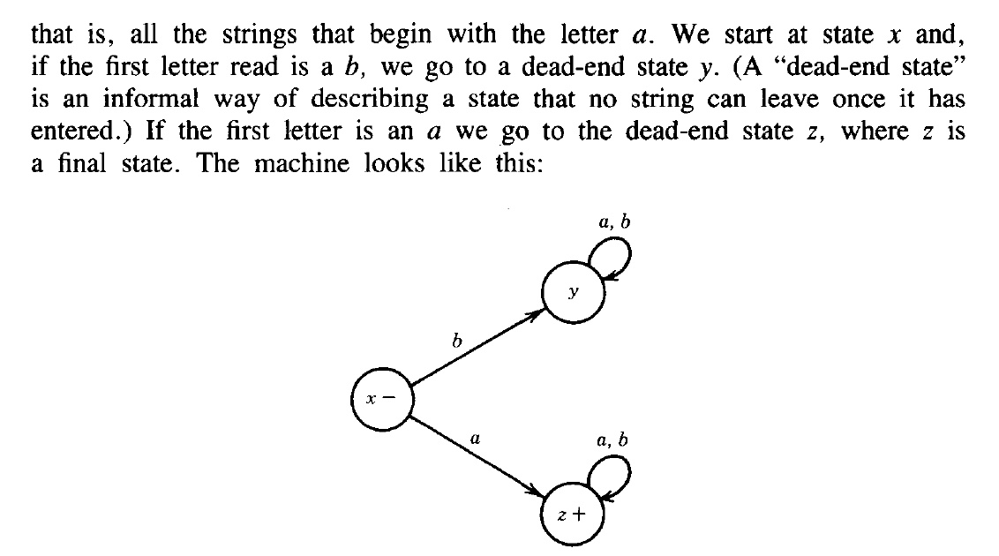 that is, all the strings that begin with the letter a. We start at state x and,
if the first letter read is a b, we go to a dead-end state y. (A “dead-end state”
is an informal way of describing a state that no string can leave once it has
entered.) If the first letter is an a we go to the dead-end state z, where z is
a final state. The machine looks like this:
a, b
y
b
x −
a
a, b
z +